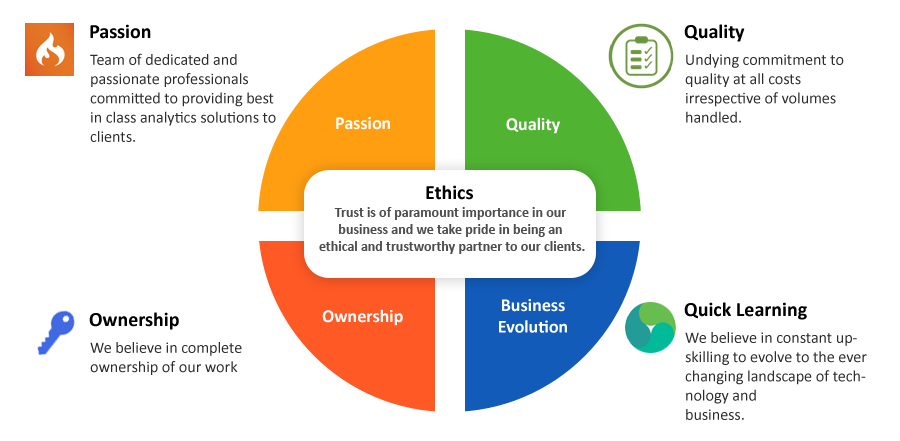 Passion
Team of dedicated and
passionate professionals
committed to providing best
in class analytics solutions to
clients.
Quality
Undying commitment to
quality at all costs
irrespective of volumes
handled.
Passion
Quality
Ethics
Trust is of paramount importance in our
business and we take pride in being an
ethical and trustworthy partner to our clients.
Ownership
Business
Evolution
Ownership
We believe in complete
ownership of our work
Quick Learning
We believe in constant up-
skilling to evolve to the ever
changing landscape of tech-
nology and
business.